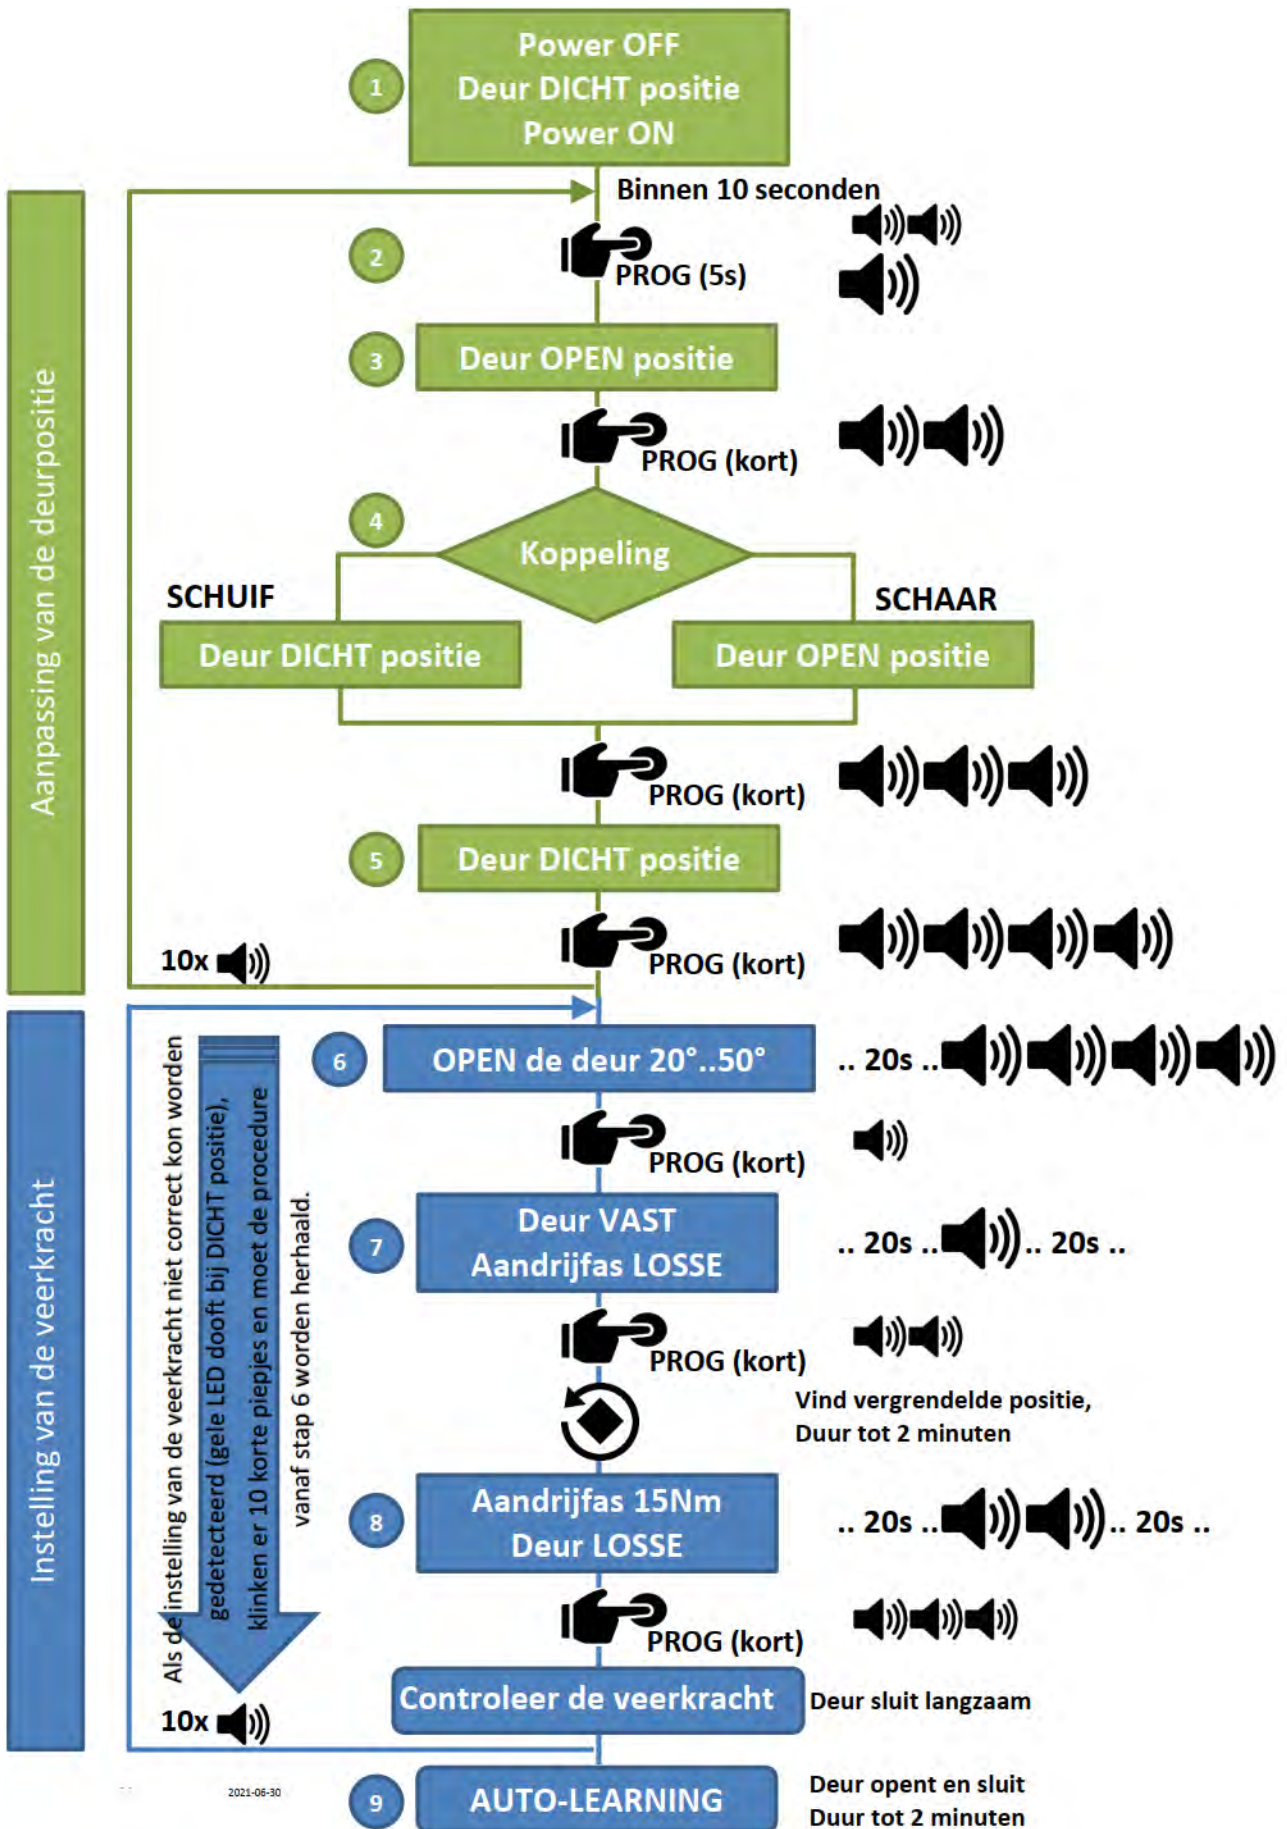 1
Power OFF
Deur DICHT positie
Power ON
Aanpassing van de deurpositie
Binnen 10 seconden
2
PROG (5s)
3
Deur OPEN positie
PROG (kort)
4
Koppeling
SCHUIF
SCHAAR
Deur DICHT positie
Deur OPEN positie
PROG (kort)
5
Deur DICHT positie
PROG (kort)
10x
Instelling van de veerkracht
Als de instelling van de veerkracht niet correct kon worden
gedetecteerd (gele LED dooft bij DICHT positie),
klinken er 10 korte piepjes en moet de procedure
vanaf stap 6 worden herhaald.
6
OPEN de deur 20°..50°
.. 20s ..
PROG (kort)
7
Deur VAST
Aandrijfas LOSSE
.. 20s .. .. 20s ..
PROG (kort)
Vind vergrendelde positie,
Duur tot 2 minuten
8
Aandrijfas 15Nm
Deur LOSSE
.. 20s .. .. 20s ..
PROG (kort)
Controleer de veerkracht
Deur sluit langzaam
10x
2021-06-30
9
AUTO-LEARNING
Deur opent en sluit
Duur tot 2 minuten